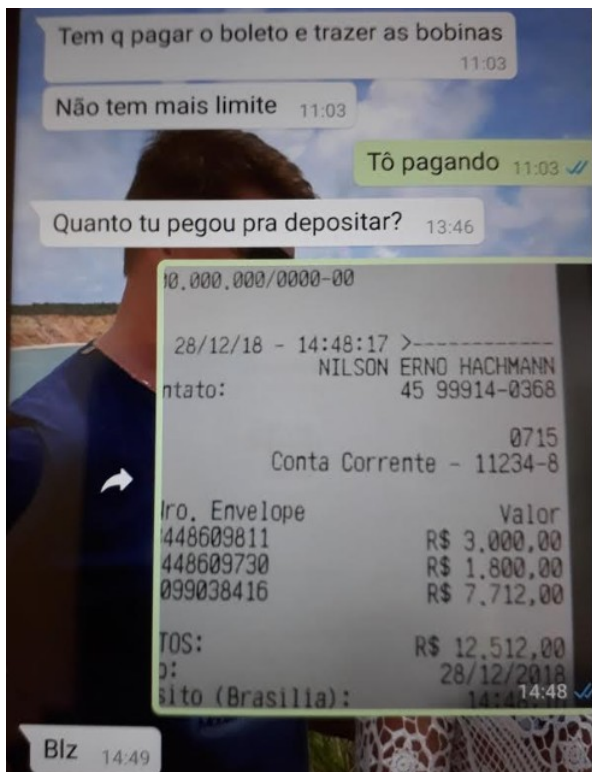 Tem q pagar o boleto e trazer as bobinas
11:03
Não tem mais limite 11:03
Tô pagando 11:03
Quanto tu pegou pra depositar? 13:46
0.000.000/0000-00
28/12/18 - 14:48:17 >------------
NILSON ERNO HACHMANN
ntato: 45 99914-0368
0715
Conta Corrente - 11234-8
ro. Envelope Valor
448609811 R$ 3.000,00
448609730 R$ 1.800,00
099038416 R$ 7.712,00
TOS: R$ 12.512,00
o: 28/12/2018
sito (Brasilia):
14:48
Blz 14:49